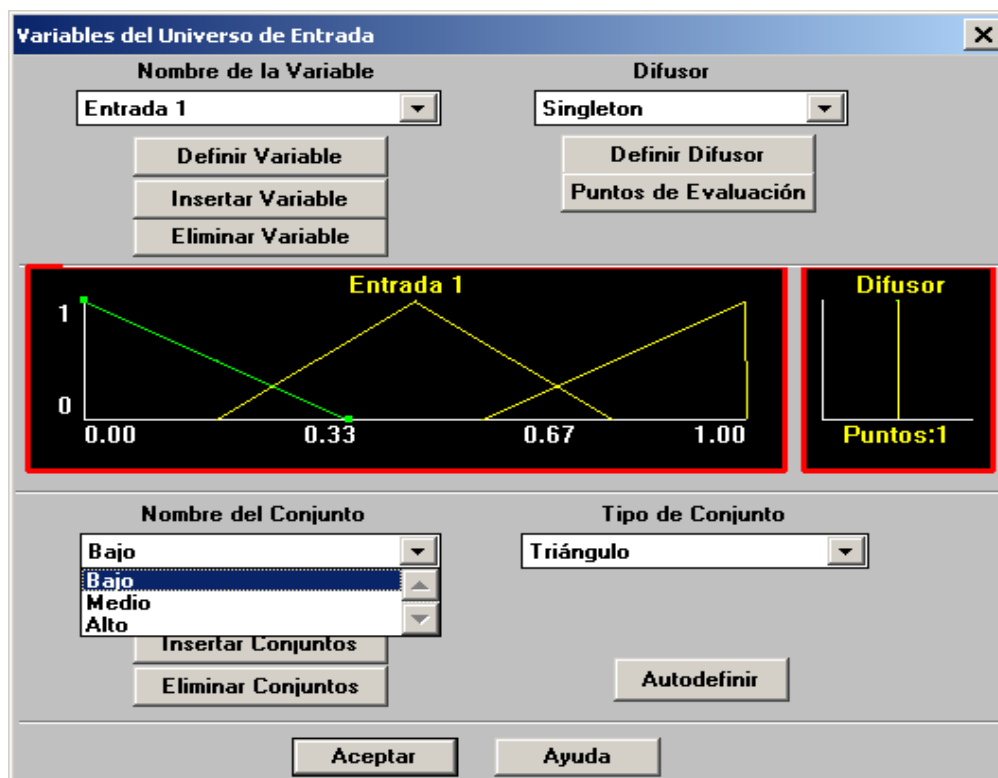 Variables del Universo de Entrada
Nombre de la Variable
Difusor
Entrada 1
Singleton
Definir Variable
Definir Difusor
Insertar Variable
Puntos de Evaluación
Eliminar Variable
Entrada 1
Difusor
1
0
0.00 0.33 0.67 1.00
Puntos:1
Nombre del Conjunto
Tipo de Conjunto
Bajo
Triángulo
Bajo
Medio
Alto
Insertar Conjuntos
Eliminar Conjuntos
Autodefinir
Aceptar
Ayuda